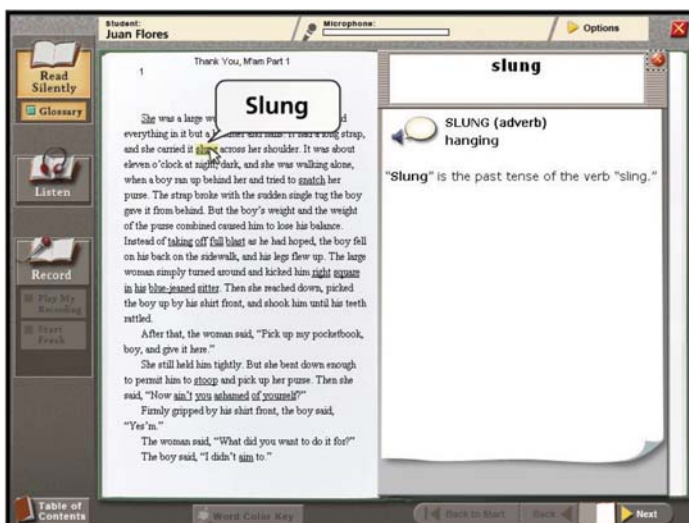 Student:
Juan Flores
Microphone:
Options
Read
Silently
Glossary
Listen
Record
Play My
Recording
Start
Fresh
Thank You, M'am Part 1
1
She was a large
everything in it but a hammer and nails. It had a long strap,
and she carried it slung across her shoulder. It was about
eleven o'clock at night, dark, and she was walking alone,
when a boy ran up behind her and tried to snatch her
purse. The strap broke with the sudden single tug the boy
gave it from behind. But the boy's weight and the weight
of the purse combined caused him to lose his balance.
Instead of taking off full blast as he had hoped, the boy fell
on his back on the sidewalk, and his legs flew up. The large
woman simply turned around and kicked him right square
in his blue-jeaned sitter. Then she reached down, picked
the boy up by his shirt front, and shook him until his teeth
rattled.
After that, the woman said, "Pick up my pocketbook,
boy, and give it here."
She still held him tightly. But she bent down enough
to permit him to stoop and pick up her purse. Then she
said, "Now ain't you ashamed of yourself?"
Firmly gripped by his shirt front, the boy said,
"Yes'm."
The woman said, "What did you want to do it for?"
The boy said, "I didn't aim to."
Slung
slung
SLUNG (adverb)
hanging
"Slung" is the past tense of the verb "sling."
Table of
Contents
Word Color Key
Back to Start
Back
Next